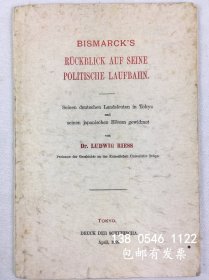 BISMARCK'S
RÜCKBLICK AUF SEINE
POLITISCHE LAUFBAHN.
Seinen deutschen Landsleuten in Tokyo
und
seinen japanischen Hörern gewidmet
von
Dr. LUDWIG RIESS
Professor der Geschichte an der Kaiserlichen Universität Tokyo.
TOKYO.
DRUCK DER
April,
138 0546 1122
包邮有发票